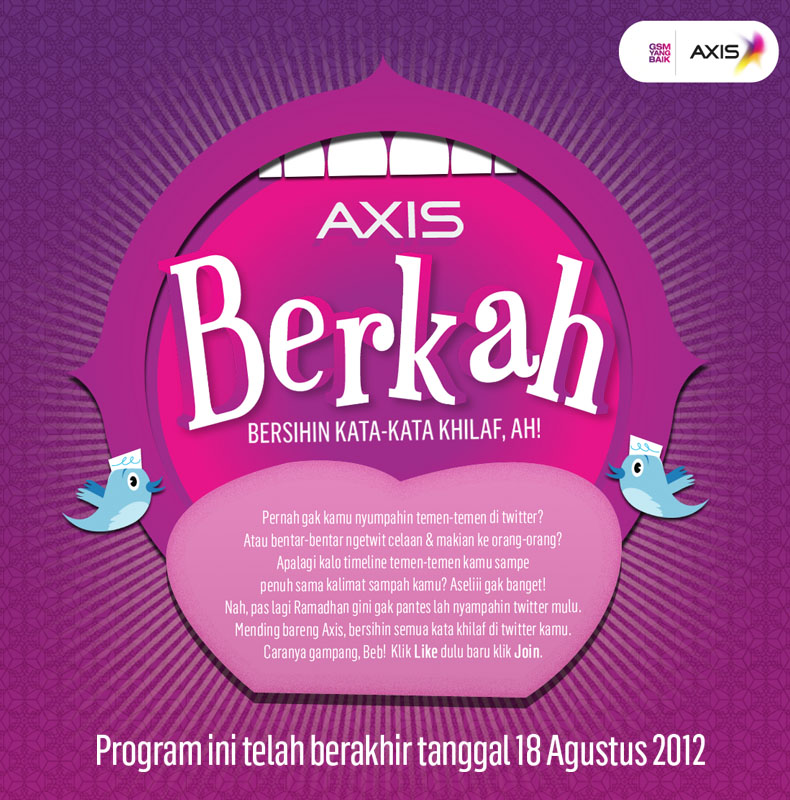 GSM
YANG
BAIK
AXIS
AXIS
Berkah
BERSIHIN KATA-KATA KHILAF, AH!
Pernah gak kamu nyumpahin temen-temen di twitter?
Atau bentar-bentar ngetwit celaan & makian ke orang-orang?
Apalagi kalo timeline temen-temen kamu sampe
penuh sama kalimat sampah kamu? Aseliii gak banget!
Nah, pas lagi Ramadhan gini gak pantes lah nyampahin twitter mulu.
Mending bareng Axis, bersihin semua kata khilaf di twitter kamu.
Caranya gampang, Beb! Klik Like dulu baru klik Join.
Program ini telah berakhir tanggal 18 Agustus 2012